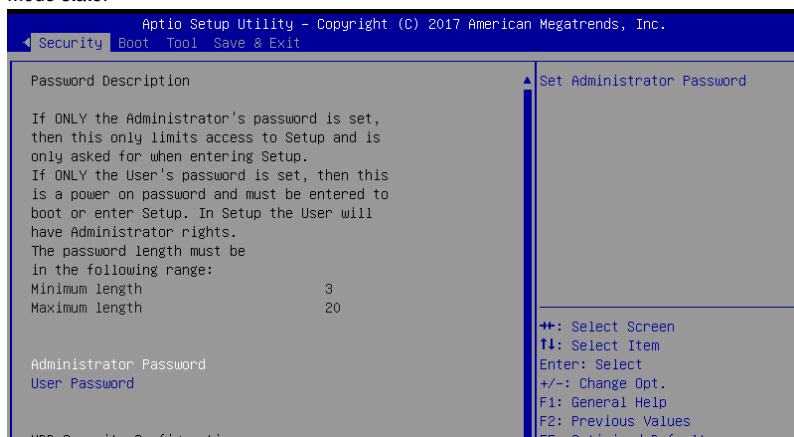 Aptio Setup Utility – Copyright (C) 2017 American Megatrends, Inc.
Security Boot Tool Save & Exit
Password Description
If ONLY the Administrator's password is set,
then this only limits access to Setup and is
only asked for when entering Setup.
If ONLY the User's password is set, then this
is a power on password and must be entered to
boot or enter Setup. In Setup the User will
have Administrator rights.
The password length must be
in the following range:
Minimum length 3
Maximum length 20
Administrator Password
User Password
Set Administrator Password
→←: Select Screen
↑↓: Select Item
Enter: Select
+/-: Change Opt.
F1: General Help
F2: Previous Values